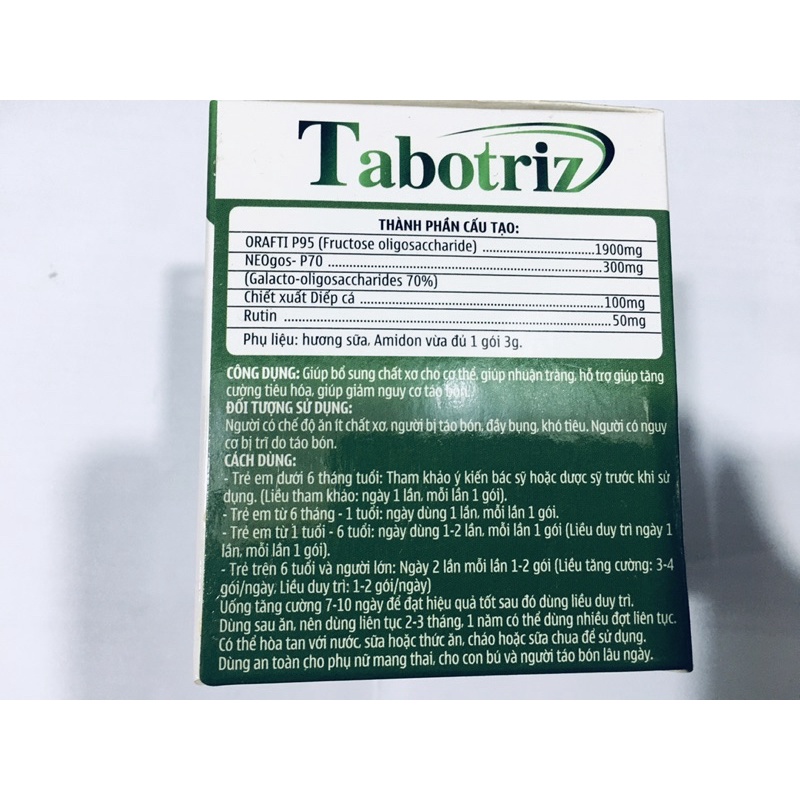 Tabotriz
THÀNH PHẦN CẤU TẠO:
ORAFTI P95 (Fructose oligosaccharide) ..........................1900mg
NEOgos- P70 ..........................300mg
(Galacto-oligosaccharides 70%)
Chiết xuất Diếp cá ..........................100mg
Rutin ..........................50mg
Phụ liệu: hương sữa, Amidon vừa đủ 1 gói 3g.
CÔNG DỤNG: Giúp bổ sung chất xơ cho cơ thể, giúp nhuận tràng, hỗ trợ giúp tăng
cường tiêu hóa, giúp giảm nguy cơ táo bón.
ĐỐI TƯỢNG SỬ DỤNG:
Người có chế độ ăn ít chất xơ, người bị táo bón, đầy bụng, khó tiêu. Người có nguy
cơ bị trĩ do táo bón.
CÁCH DÙNG:
- Trẻ em dưới 6 tháng tuổi: Tham khảo ý kiến bác sỹ hoặc dược sỹ trước khi sử
dụng. (Liều tham khảo: ngày 1 lần, mỗi lần 1 gói).
- Trẻ em từ 6 tháng - 1 tuổi: ngày dùng 1 lần, mỗi lần 1 gói.
- Trẻ em từ 1 tuổi - 6 tuổi: ngày dùng 1-2 lần, mỗi lần 1 gói (Liều duy trì ngày 1
lần, mỗi lần 1 gói).
- Trẻ trên 6 tuổi và người lớn: Ngày 2 lần mỗi lần 1-2 gói (Liều tăng cường: 3-4
gói/ngày, Liều duy trì: 1-2 gói/ngày)
Uống tăng cường 7-10 ngày để đạt hiệu quả tốt sau đó dùng liều duy trì.
Dùng sau ăn, nên dùng liên tục 2-3 tháng, 1 năm có thể dùng nhiều đợt liên tục.
Có thể hòa tan với nước, sữa hoặc thức ăn, cháo hoặc sữa chua để sử dụng.
Dùng an toàn cho phụ nữ mang thai, cho con bú và người táo bón lâu ngày.